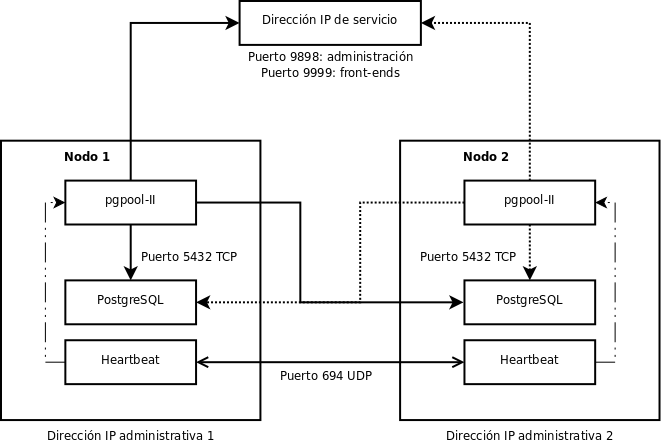 Dirección IP de servicio
Puerto 9898: administración
Puerto 9999: front-ends
Nodo 1
Nodo 2
pgpool-II
pgpool-II
Puerto 5432 TCP
Puerto 5432 TCP
PostgreSQL
PostgreSQL
Heartbeat
Heartbeat
Puerto 694 UDP
Dirección IP administrativa 1
Dirección IP administrativa 2